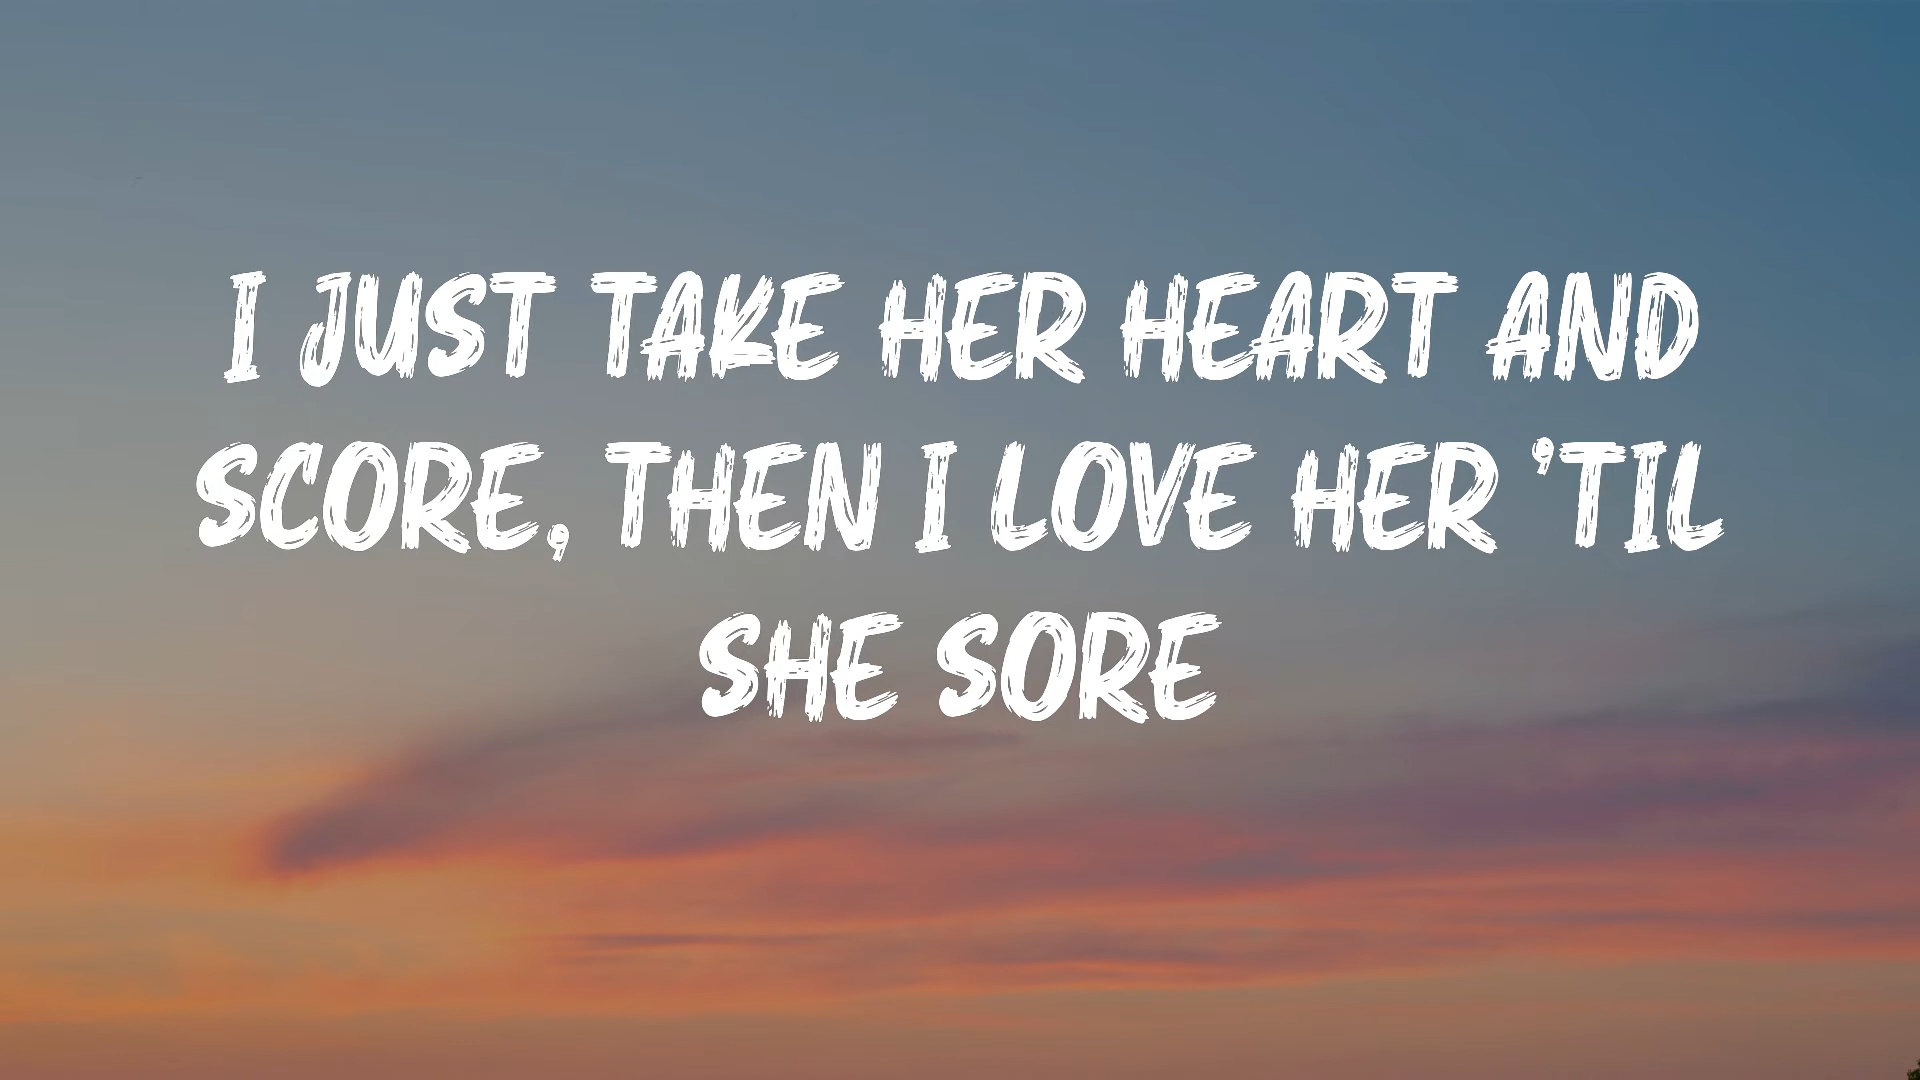 I JUST TAKE HER HEART AND
SCORE, THEN I LOVE HER 'TIL
SHE SORE